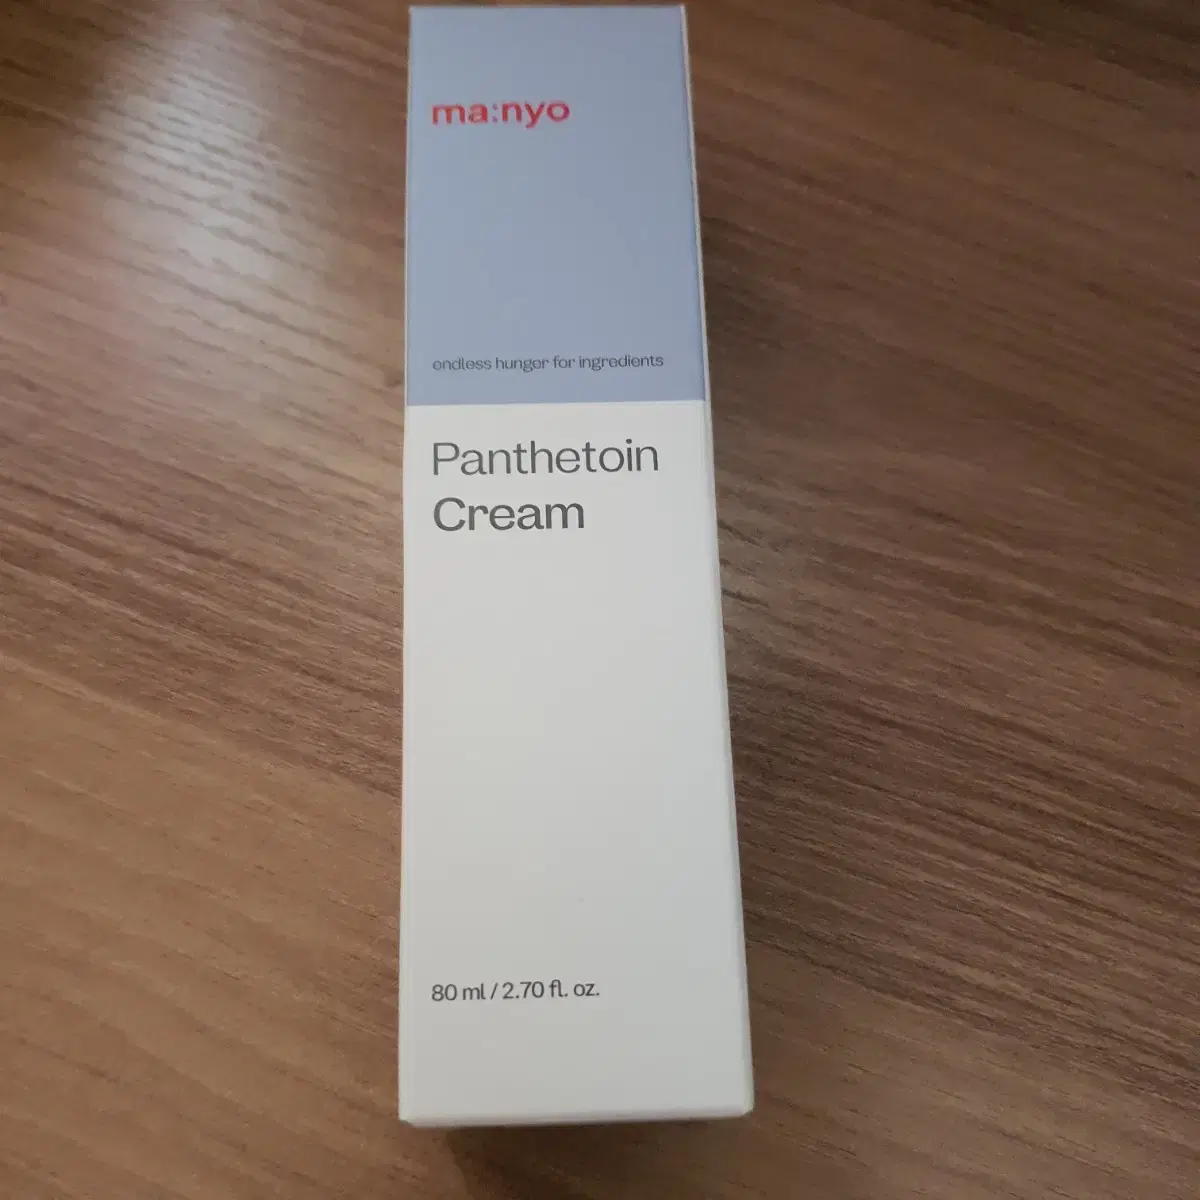 ma:nyo
endless hunger for ingredients
Panthetoin
Cream
80 ml / 2.70 fl. oz.